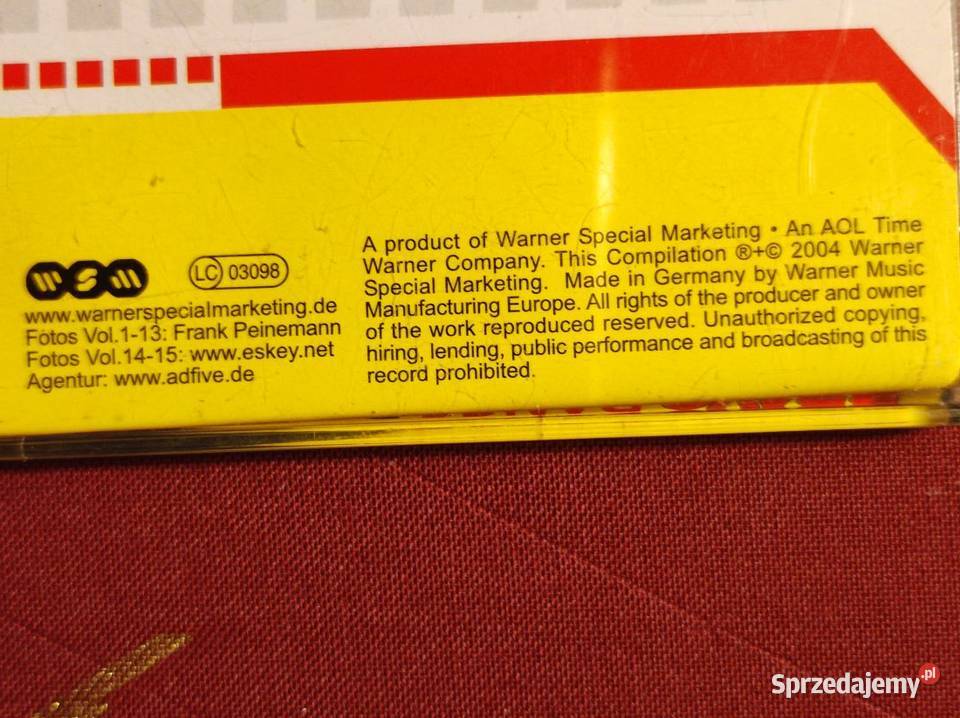 WSM
LC 03098
www.warnerspecialmarketing.de
Fotos Vol.1-13: Frank Peinemann
Fotos Vol.14-15: www.eskey.net
Agentur: www.adfive.de
A product of Warner Special Marketing • An AOL Time
Warner Company. This Compilation ®+© 2004 Warner
Special Marketing. Made in Germany by Warner Music
Manufacturing Europe. All rights of the producer and owner
of the work reproduced reserved. Unauthorized copying,
hiring, lending, public performance and broadcasting of this
record prohibited.
Sprzedajemy.pl